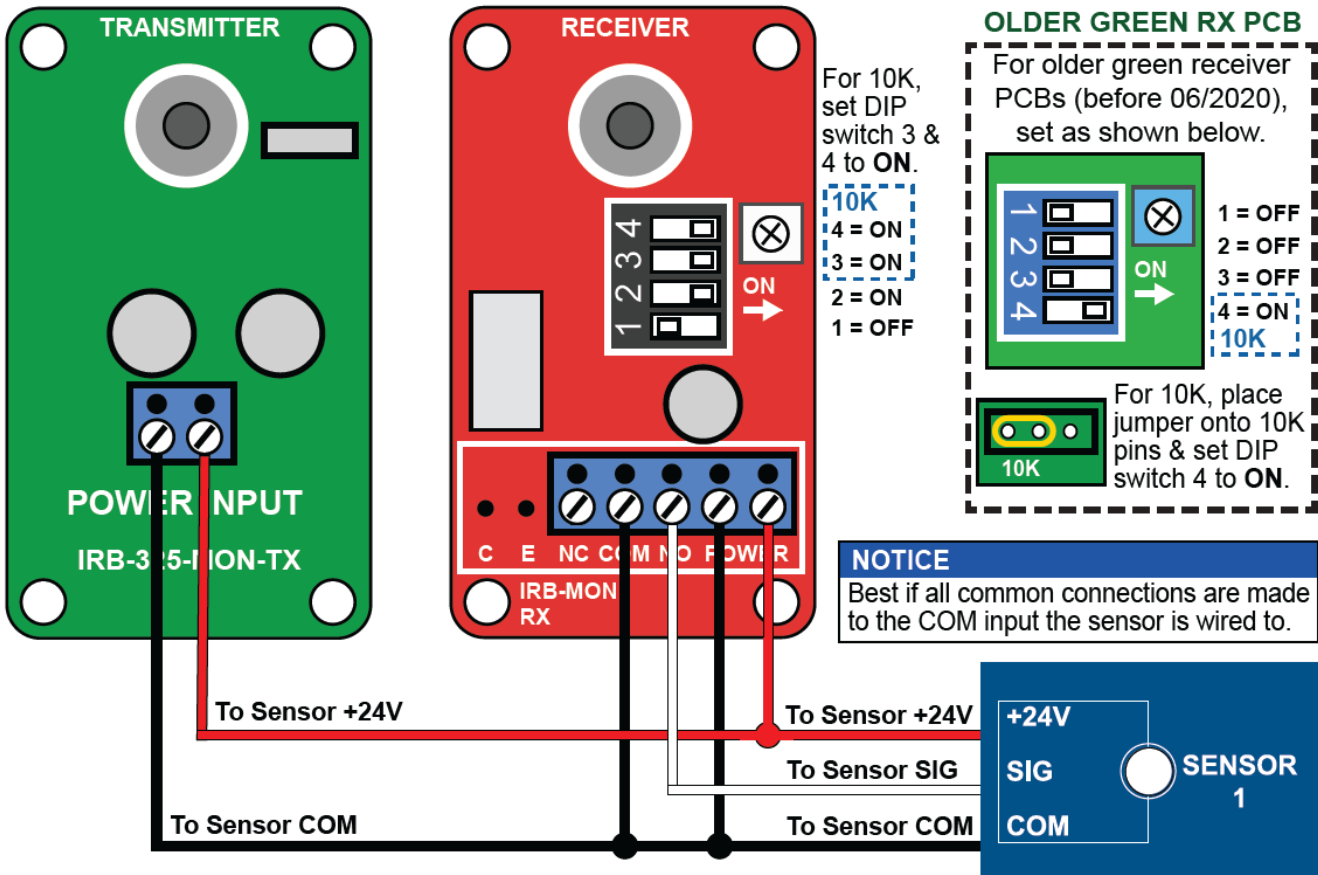 TRANSMITTER
POWER INPUT
IRB-325-MON-TX
RECEIVER
4
3
2
1
ON
C E NC COM NO POWER
IRB-MON
RX
For 10K,
set DIP
switch 3 &
4 to ON.
10K
4 = ON
3 = ON
2 = ON
1 = OFF
OLDER GREEN RX PCB
For older green receiver
PCBs (before 06/2020),
set as shown below.
1
2
3
4
ON
1 = OFF
2 = OFF
3 = OFF
4 = ON
10K
10K
For 10K, place
jumper onto 10K
pins & set DIP
switch 4 to ON.
NOTICE
Best if all common connections are made
to the COM input the sensor is wired to.
To Sensor +24V
To Sensor COM
To Sensor +24V
To Sensor SIG
To Sensor COM
+24V
SIG
COM
SENSOR
1